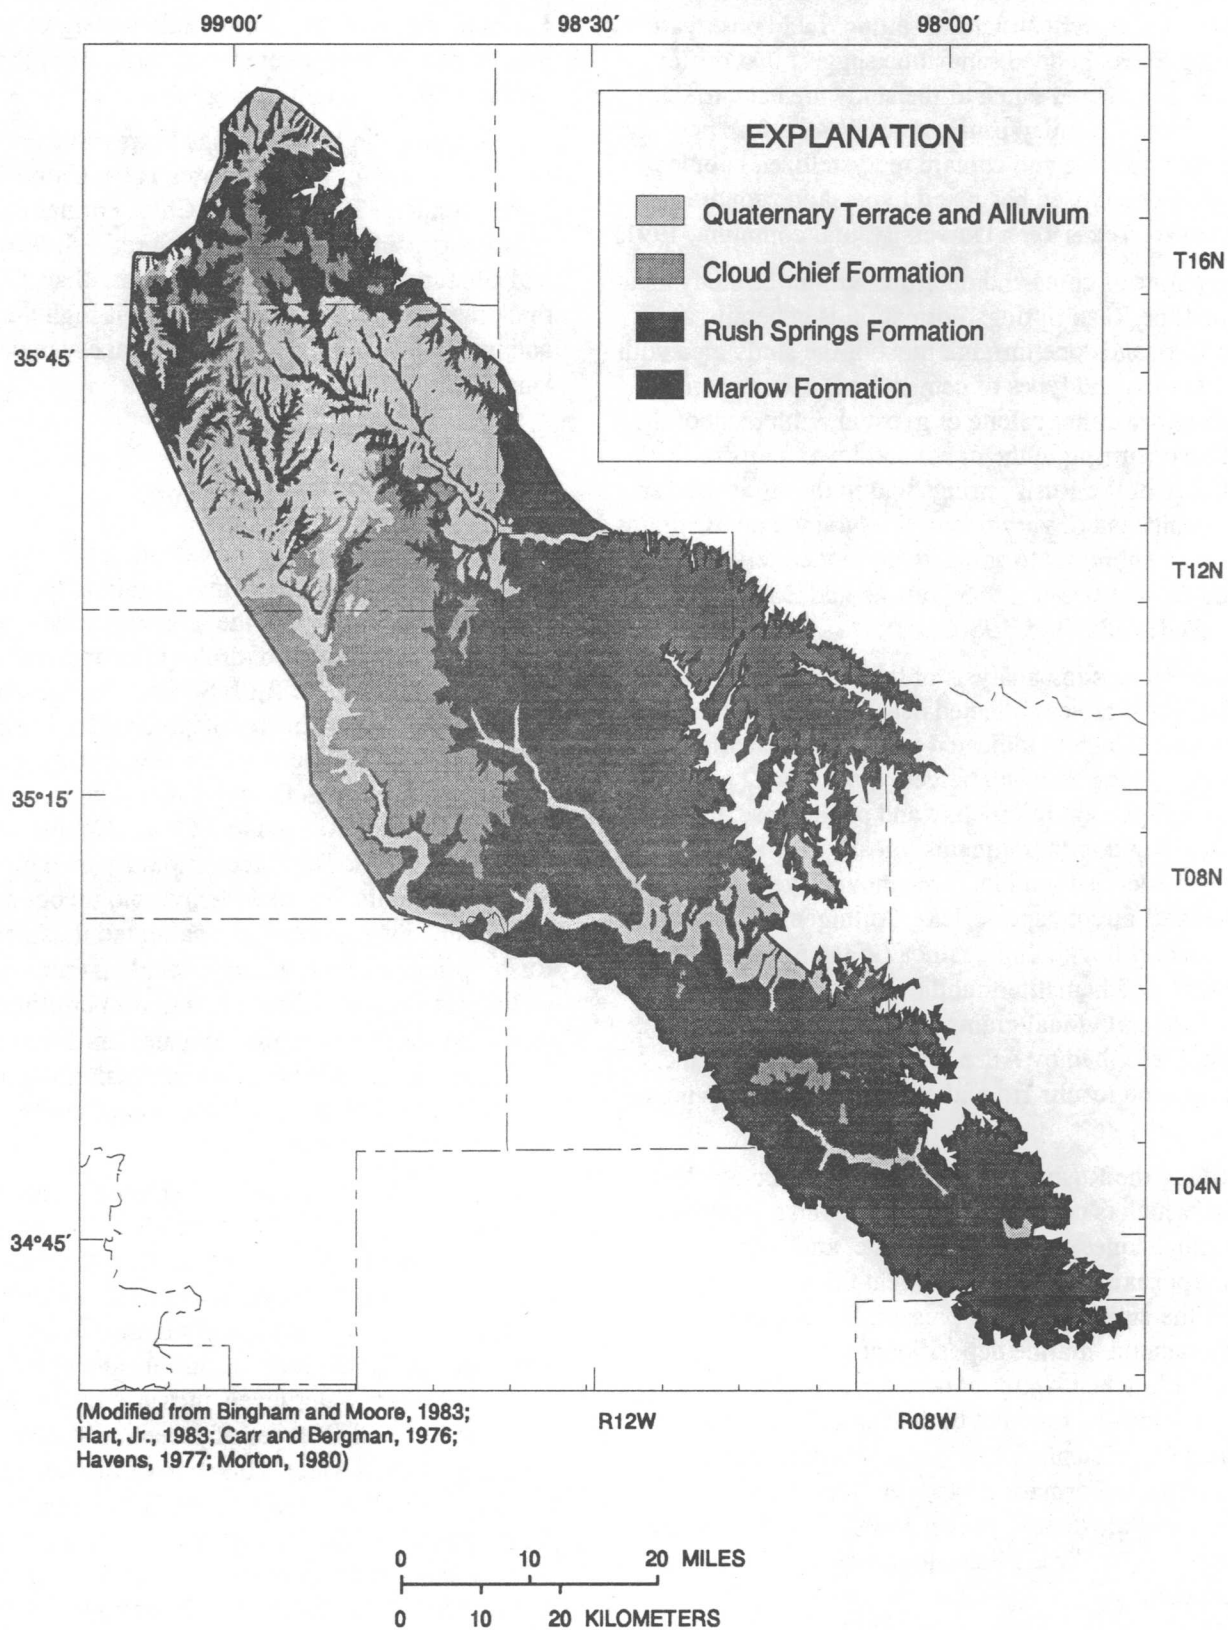 99°00′ 98°30′ 98°00′
EXPLANATION
Quaternary Terrace and Alluvium
Cloud Chief Formation
Rush Springs Formation
Marlow Formation
T16N
35°45′
T12N
35°15′
T08N
T04N
34°45′
(Modified from Bingham and Moore, 1983;
Hart, Jr., 1983; Carr and Bergman, 1976;
Havens, 1977; Morton, 1980)
R12W R08W
0 10 20 MILES
0 10 20 KILOMETERS